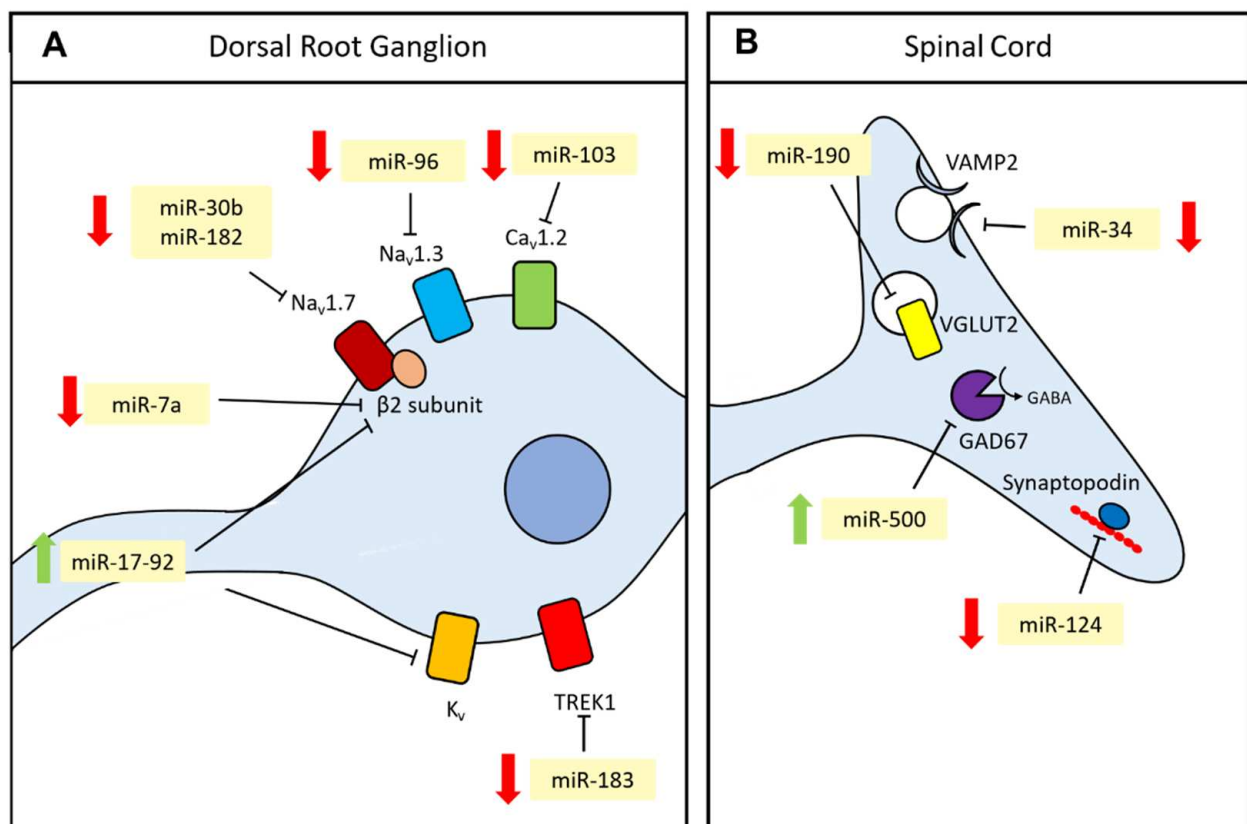 A
Dorsal Root Ganglion
miR-96
miR-103
miR-30b
miR-182
Naᵥ1.3
Caᵥ1.2
Naᵥ1.7
miR-7a
β2 subunit
miR-17-92
Kᵥ
TREK1
miR-183
B
Spinal Cord
miR-190
VAMP2
miR-34
VGLUT2
GABA
GAD67
Synaptopodin
miR-500
miR-124